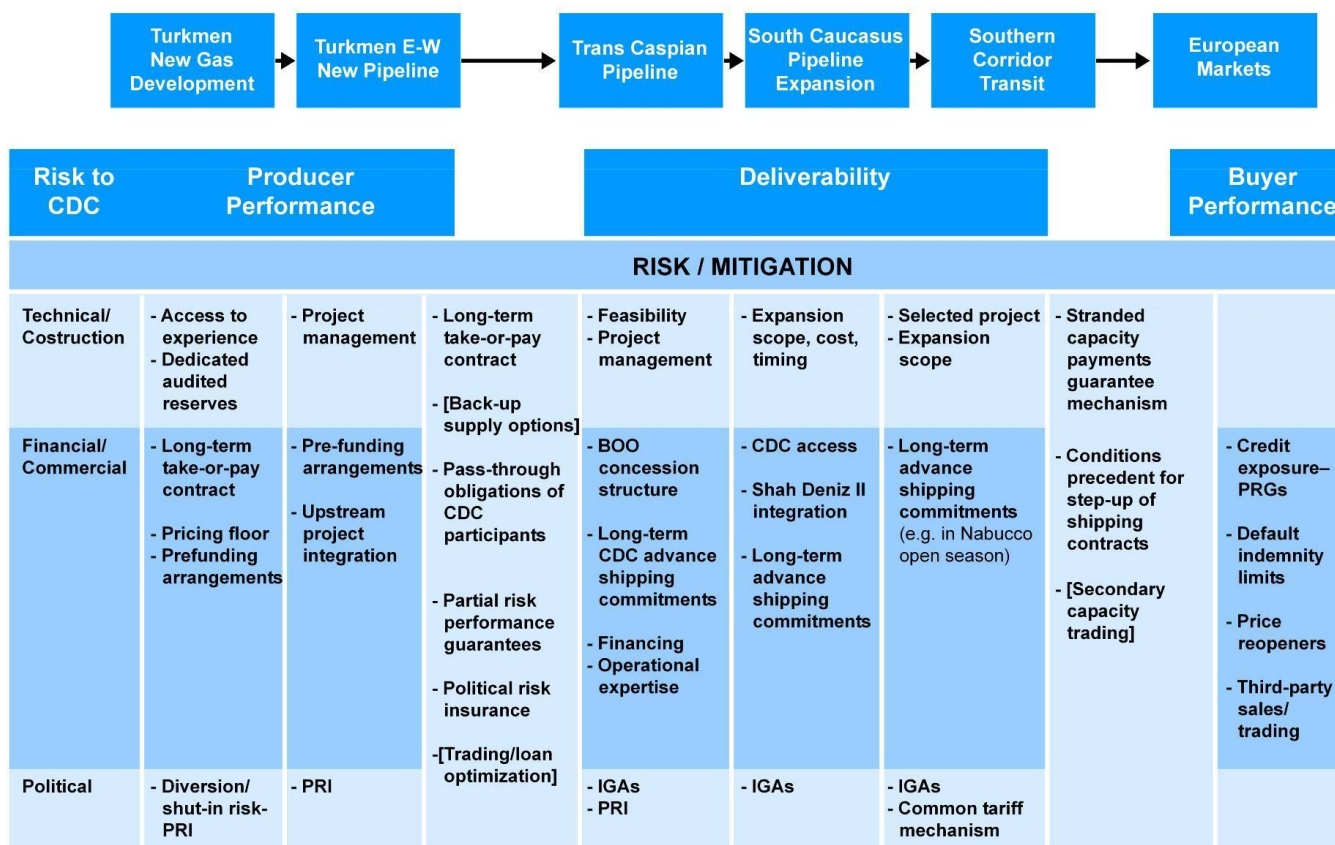 Turkmen
New Gas
Development
Turkmen E-W
New Pipeline
Trans Caspian
Pipeline
South Caucasus
Pipeline
Expansion
Southern
Corridor
Transit
European
Markets
Risk to
CDC
Producer
Performance
Deliverability
Buyer
Performance
RISK / MITIGATION
Technical/
Costruction
- Access to
experience
- Dedicated
audited
reserves
- Project
management
- Long-term
take-or-pay
contract
- [Back-up
supply options]
- Pass-through
obligations of
CDC
participants
- Partial risk
performance
guarantees
- Political risk
insurance
-[Trading/loan
optimization]
- Feasibility
- Project
management
- Expansion
scope, cost,
timing
- Selected project
- Expansion
scope
- Stranded
capacity
payments
guarantee
mechanism
- Conditions
precedent for
step-up of
shipping
contracts
- [Secondary
capacity
trading]
Financial/
Commercial
- Long-term
take-or-pay
contract
- Pricing floor
- Prefunding
arrangements
- Pre-funding
arrangements
- Upstream
project
integration
- BOO
concession
structure
- Long-term
CDC advance
shipping
commitments
- Financing
- Operational
expertise
- CDC access
- Shah Deniz II
integration
- Long-term
advance
shipping
commitments
- Long-term
advance
shipping
commitments
(e.g. in Nabucco
open season)
- Credit
exposure–
PRGs
- Default
indemnity
limits
- Price
reopeners
- Third-party
sales/
trading
Political
- Diversion/
shut-in risk-
PRI
- PRI
- IGAs
- PRI
- IGAs
- IGAs
- Common tariff
mechanism